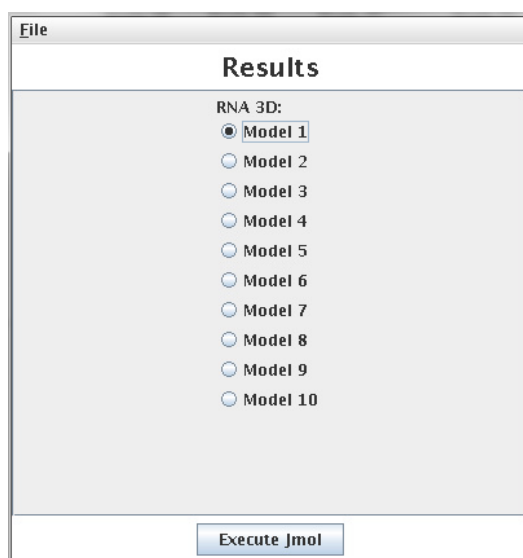 File
Results
RNA 3D:
Model 1
Model 2
Model 3
Model 4
Model 5
Model 6
Model 7
Model 8
Model 9
Model 10
Execute Jmol